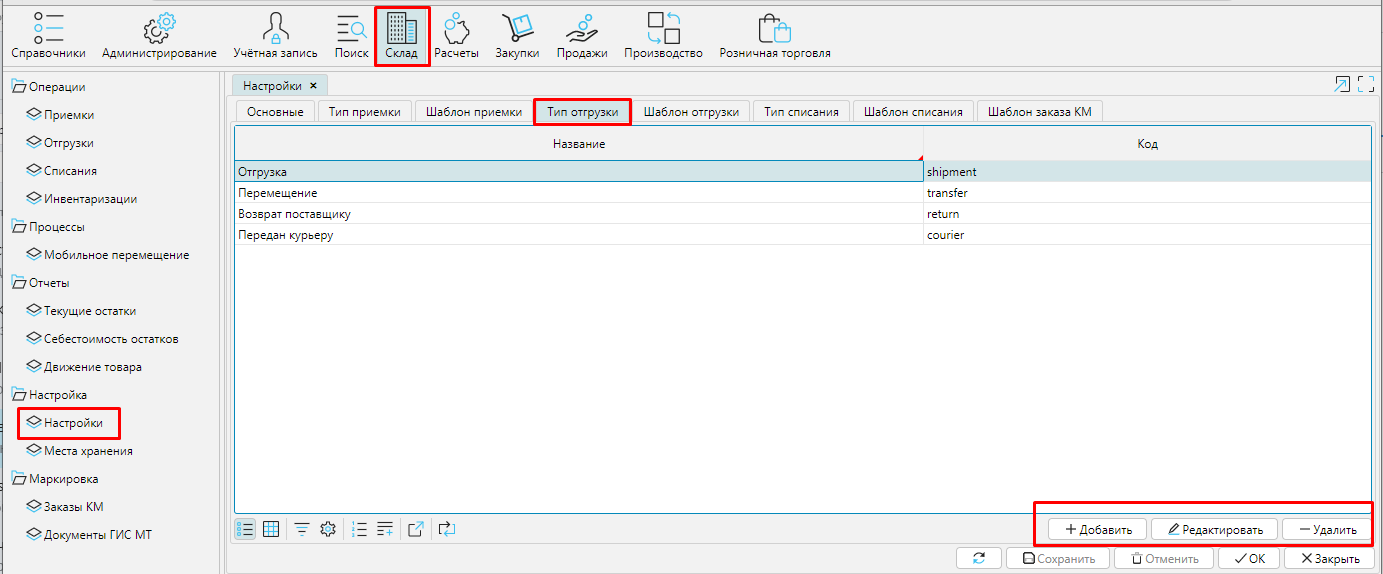 Справочники Администрирование Учётная запись Поиск Склад Расчеты Закупки Продажи Производство Розничная торговля
Операции
Приемки
Отгрузки
Списания
Инвентаризации
Процессы
Мобильное перемещение
Отчеты
Текущие остатки
Себестоимость остатков
Движение товара
Настройка
Настройки
Места хранения
Маркировка
Заказы КМ
Документы ГИС МТ
Настройки
Основные Тип приемки Шаблон приемки Тип отгрузки Шаблон отгрузки Тип списания Шаблон списания Шаблон заказа КМ
Название Код
Отгрузка shipment
Перемещение transfer
Возврат поставщику return
Передан курьеру courier
Добавить Редактировать Удалить
Сохранить Отменить OK Закрыть